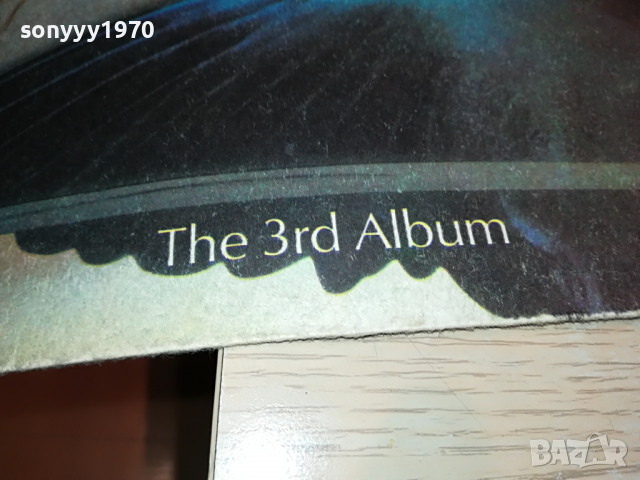 sonyyy1970
The 3rd Album
BAZAR